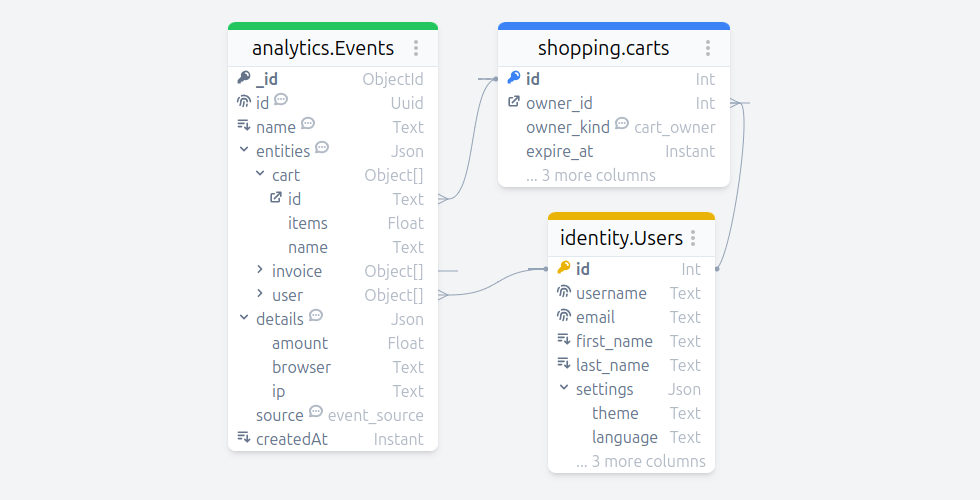 analytics.Events
_id ObjectId
id Uuid
name Text
entities Json
cart Object[]
id Text
items Float
name Text
invoice Object[]
user Object[]
details Json
amount Float
browser Text
ip Text
source event_source
createdAt Instant
shopping.carts
id Int
owner_id Int
owner_kind cart_owner
expire_at Instant
... 3 more columns
identity.Users
id Int
username Text
email Text
first_name Text
last_name Text
settings Json
theme Text
language Text
... 3 more columns